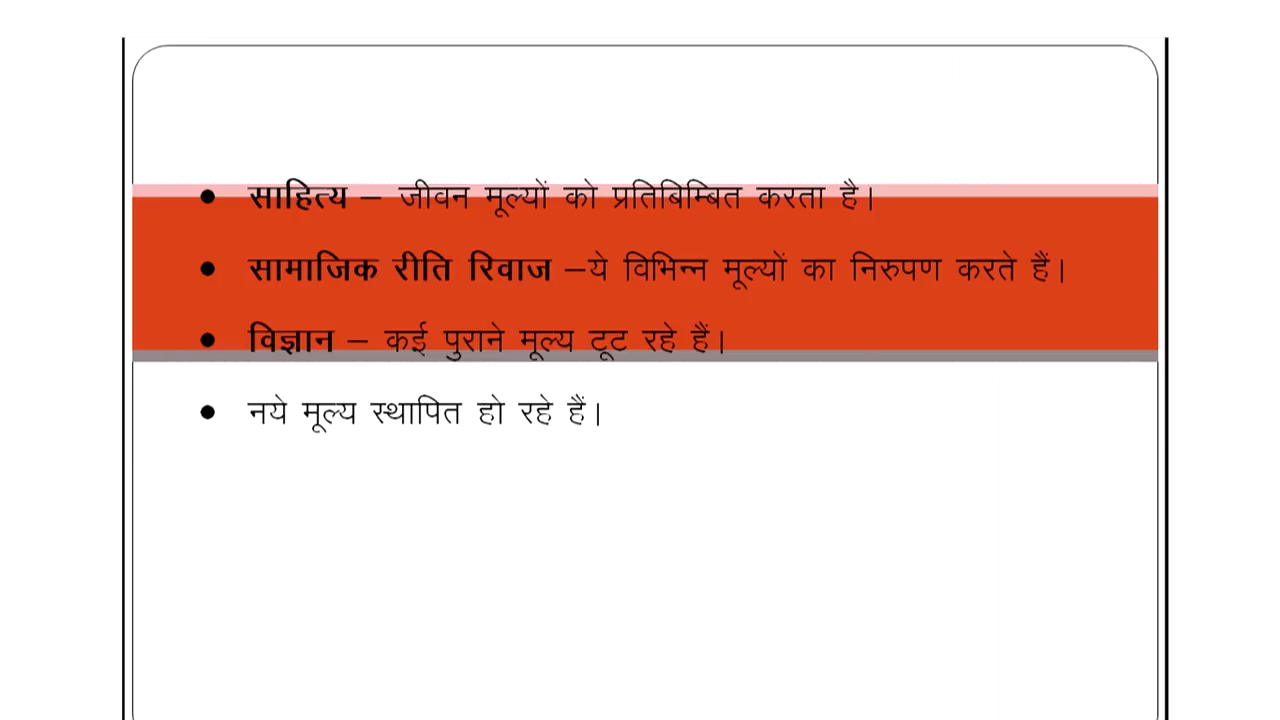 ● साहित्य – जीवन मूल्यों को प्रतिबिम्बित करता है।
● सामाजिक रीति रिवाज –ये विभिन्न मूल्यों का निरुपण करते हैं।
● विज्ञान – कई पुराने मूल्य टूट रहे हैं।
● नये मूल्य स्थापित हो रहे हैं।